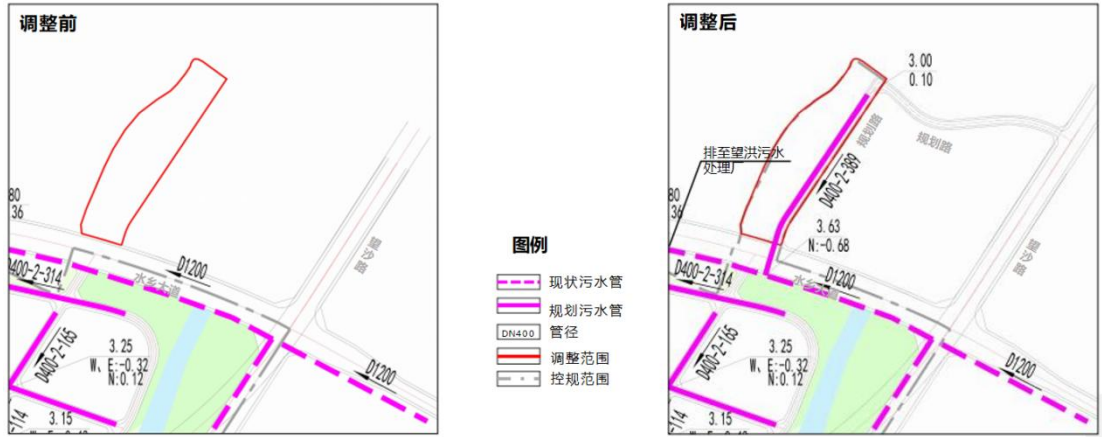 调整前
80
36
D400-2-314
水乡大道
D1200
望沙路
D400-2-165
3.25
W、E:-0.32
N:0.12
D1200
114
3.15
图例
现状污水管
规划污水管
DN400
管径
调整范围
控规范围
调整后
3.00
0.10
规划路
规划路
排至望洪污水
处理厂
D400-2-389
80
36
3.63
N:-0.68
D400-2-314
水乡大道
D1200
望沙路
D400-2-165
3.25
W、E:-0.32
N:0.12
D1200
114
3.15